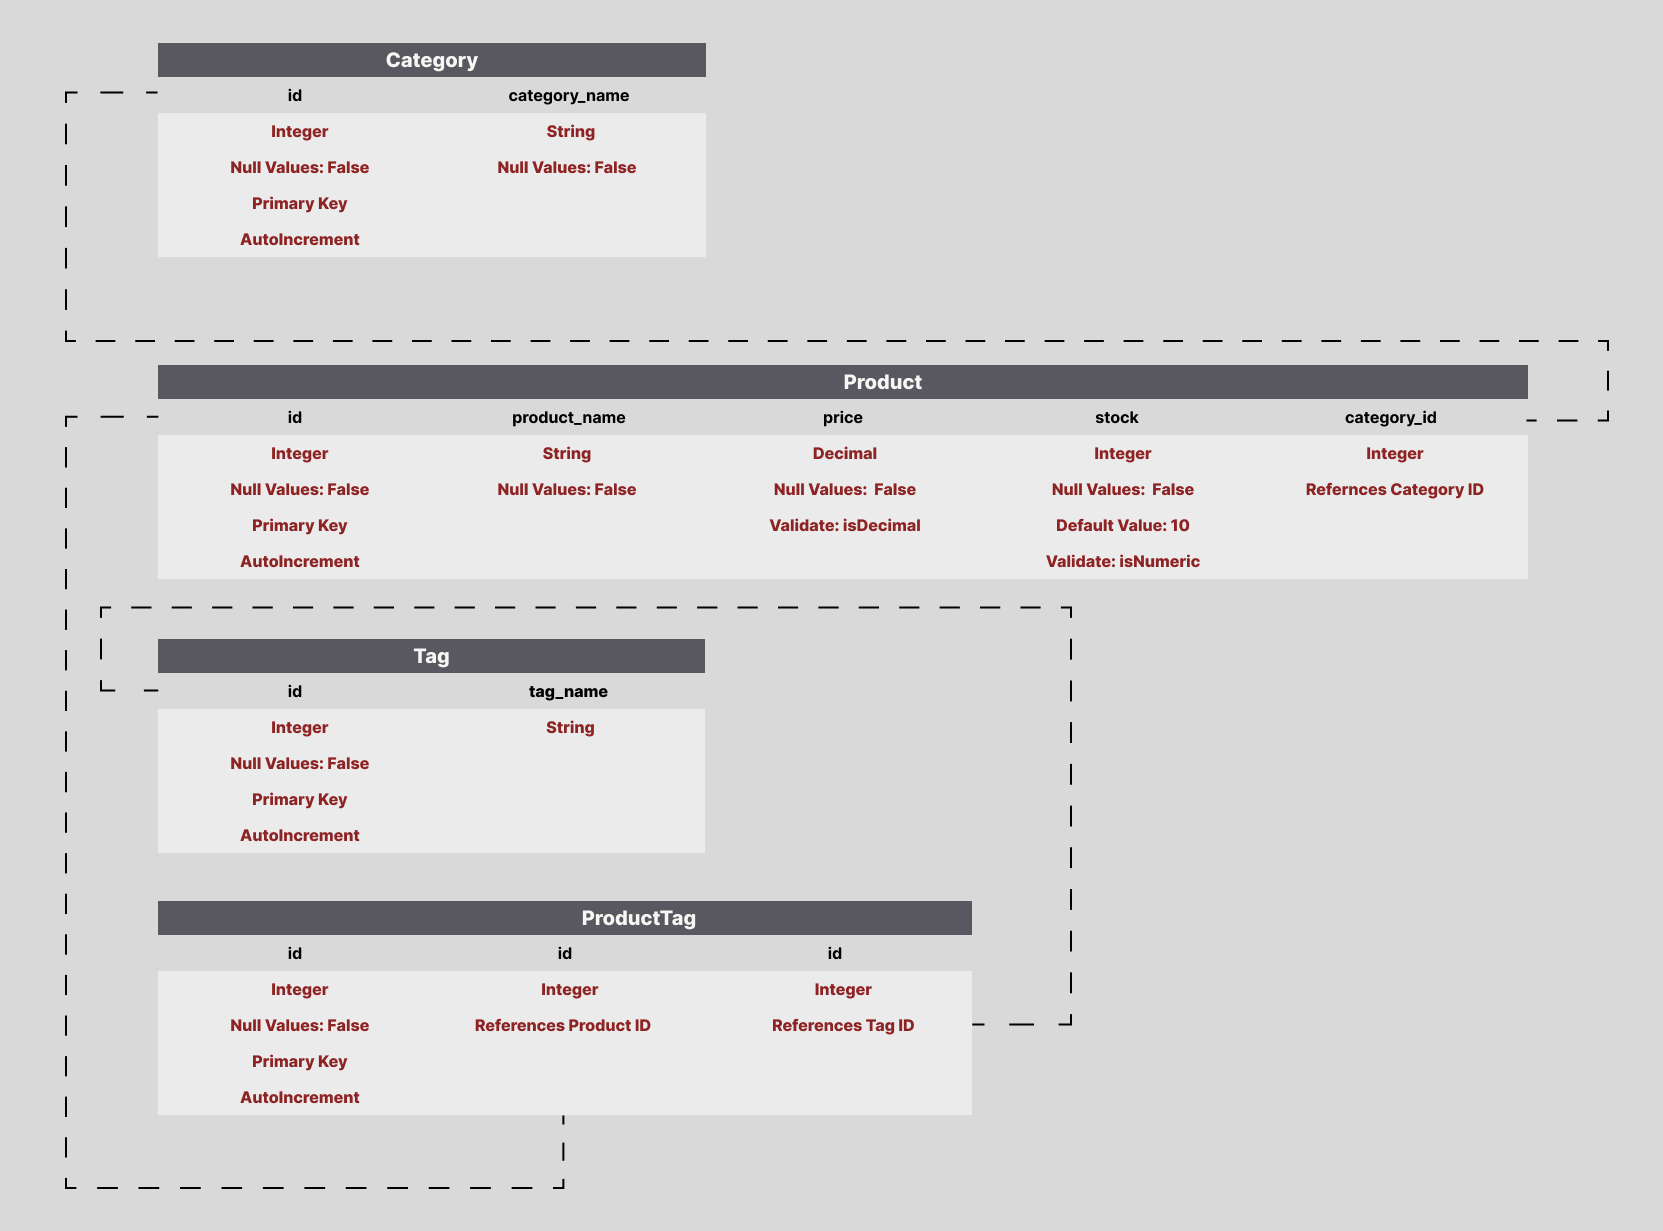 Category
id category_name
Integer String
Null Values: False Null Values: False
Primary Key
AutoIncrement
Product
id product_name price stock category_id
Integer String Decimal Integer Integer
Null Values: False Null Values: False Null Values: False Null Values: False Refernces Category ID
Primary Key Validate: isDecimal Default Value: 10
AutoIncrement Validate: isNumeric
Tag
id tag_name
Integer String
Null Values: False
Primary Key
AutoIncrement
ProductTag
id id id
Integer Integer Integer
Null Values: False References Product ID References Tag ID
Primary Key
AutoIncrement